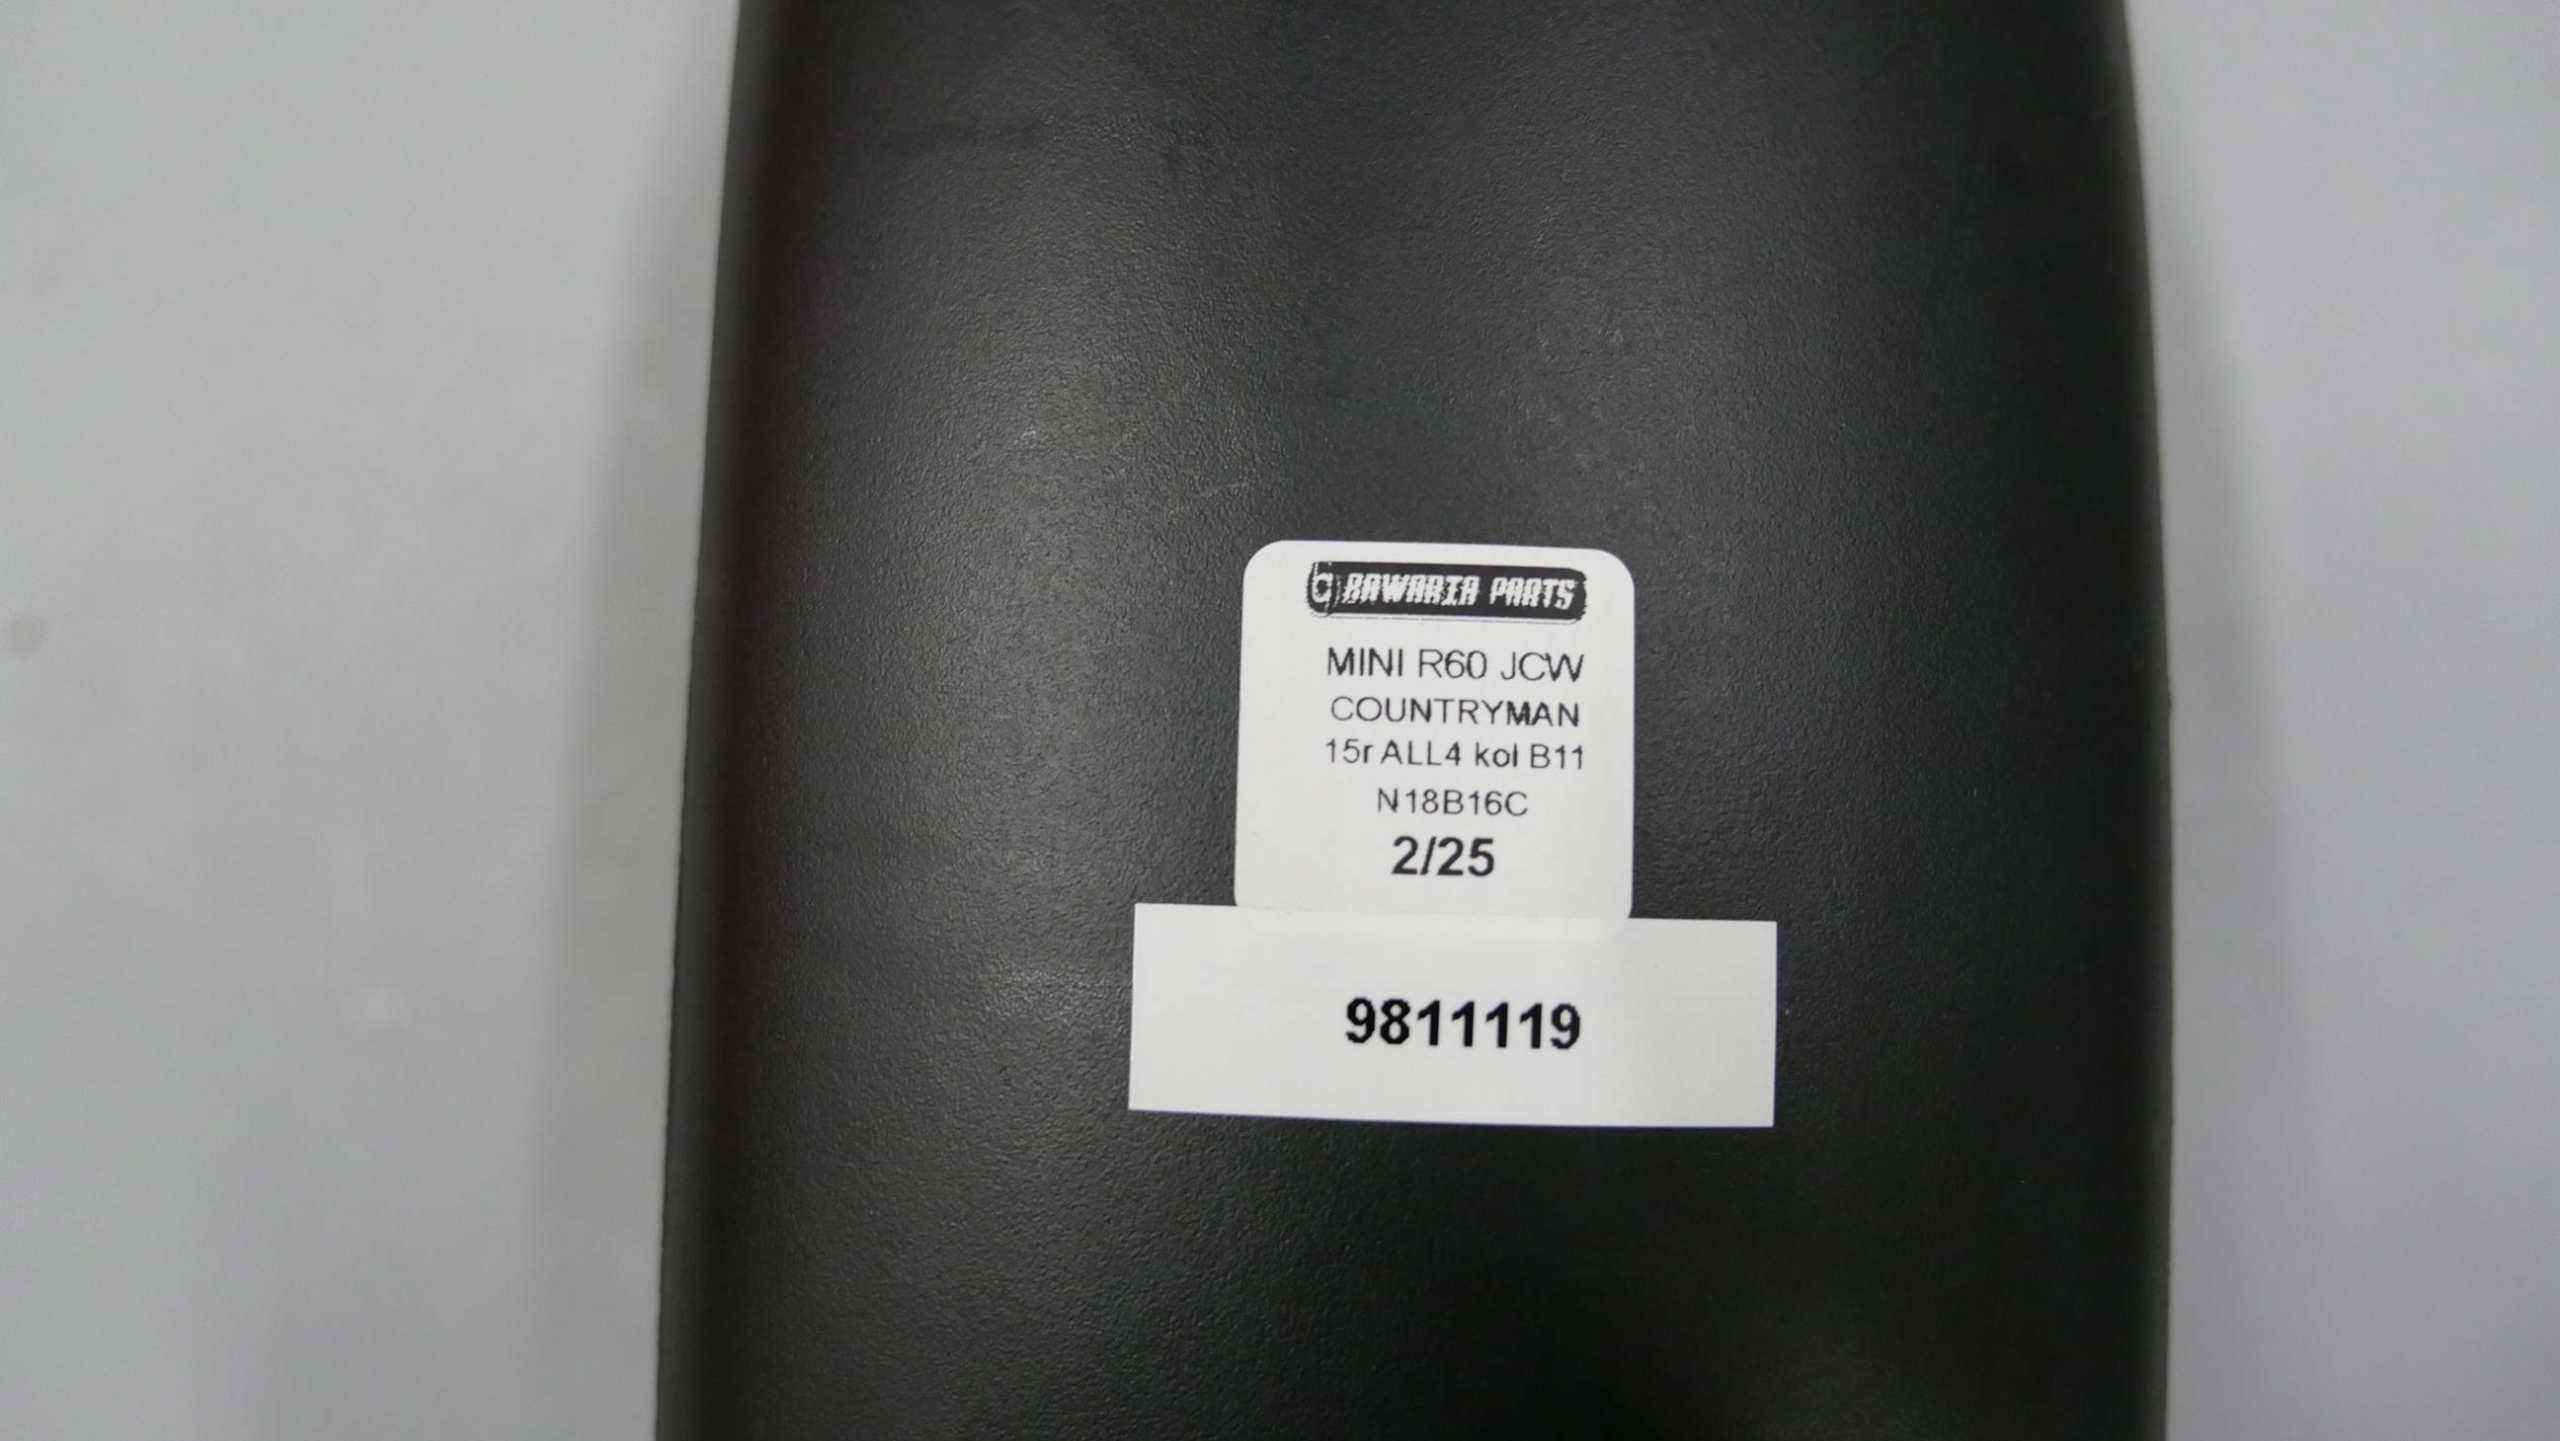 BAWARIA PARTS
MINI R60 JCW
COUNTRYMAN
15r ALL4 kol B11
N18B16C
2/25
9811119